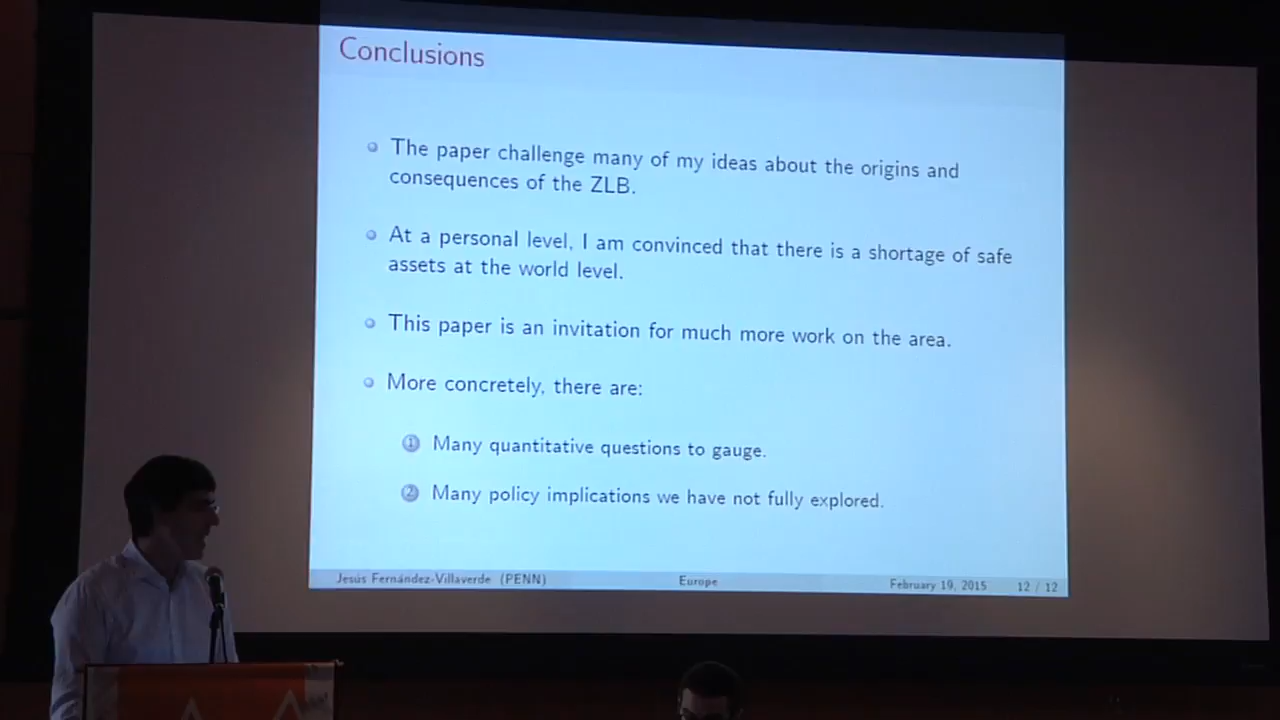 Conclusions
The paper challenge many of my ideas about the origins and
consequences of the ZLB.
At a personal level, I am convinced that there is a shortage of safe
assets at the world level.
This paper is an invitation for much more work on the area.
More concretely, there are:
1 Many quantitative questions to gauge.
2 Many policy implications we have not fully explored.
Jesús Fernández-Villaverde (PENN) Europe February 19, 2015 12 / 12